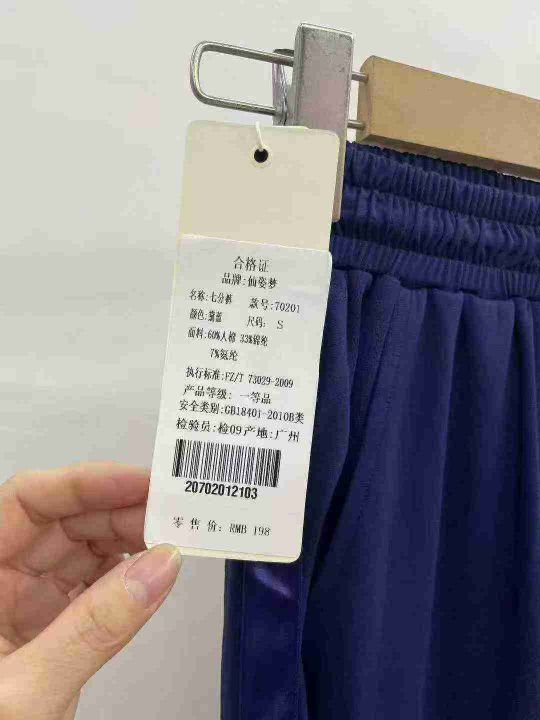 合格证
品牌:仙姿梦
名称:七分裤 款号:70201
颜色:宝蓝 尺码: S
面料:60%人棉 33%锦纶
7%氨纶
执行标准:FZ/T 73029-2009
产品等级: 一等品
安全类别:GB18401-2010B类
检验员:检09产地:广州
20702012103
零 售 价: RMB 198